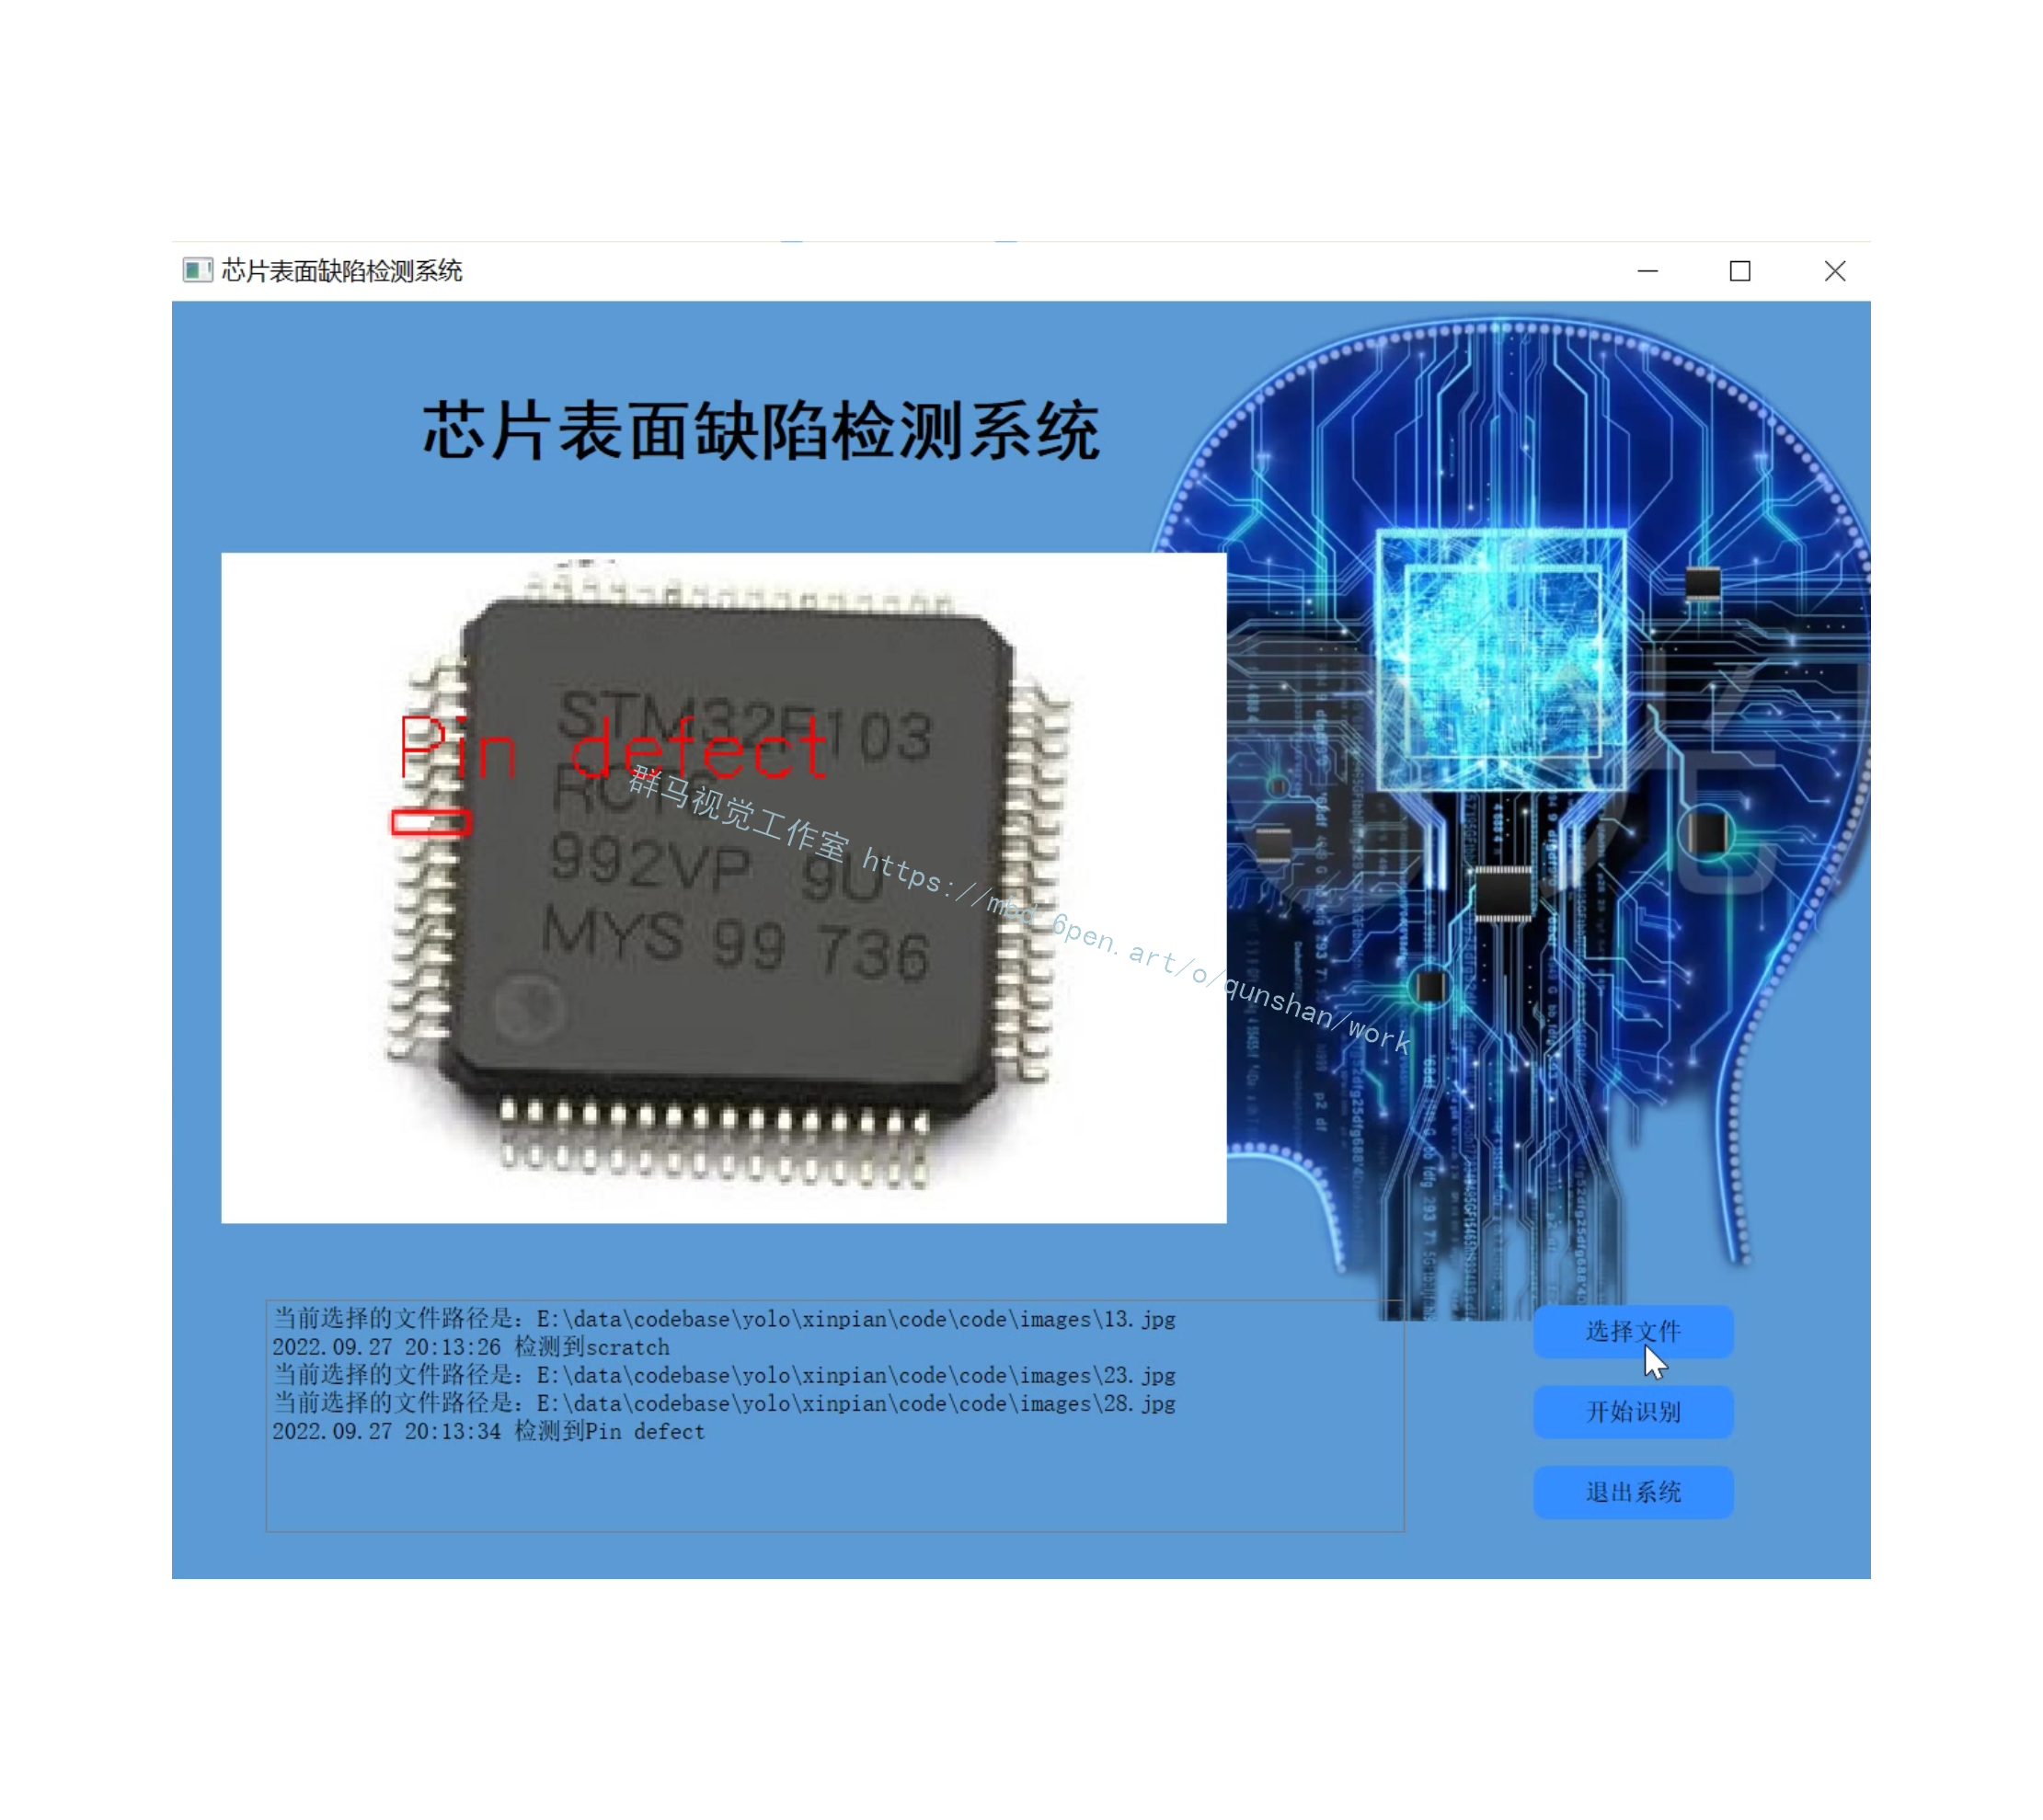 芯片表面缺陷检测系统
芯片表面缺陷检测系统
STM32F103
Pin defect
992VP 9U
MYS 99 736
群马视觉工作室 https://mbd.6pen.art/o/qunshan/work
当前选择的文件路径是：E:\data\codebase\yolo\xinpian\code\code\images\13.jpg
2022.09.27 20:13:26 检测到scratch
当前选择的文件路径是：E:\data\codebase\yolo\xinpian\code\code\images\23.jpg
当前选择的文件路径是：E:\data\codebase\yolo\xinpian\code\code\images\28.jpg
2022.09.27 20:13:34 检测到Pin defect
选择文件
开始识别
退出系统